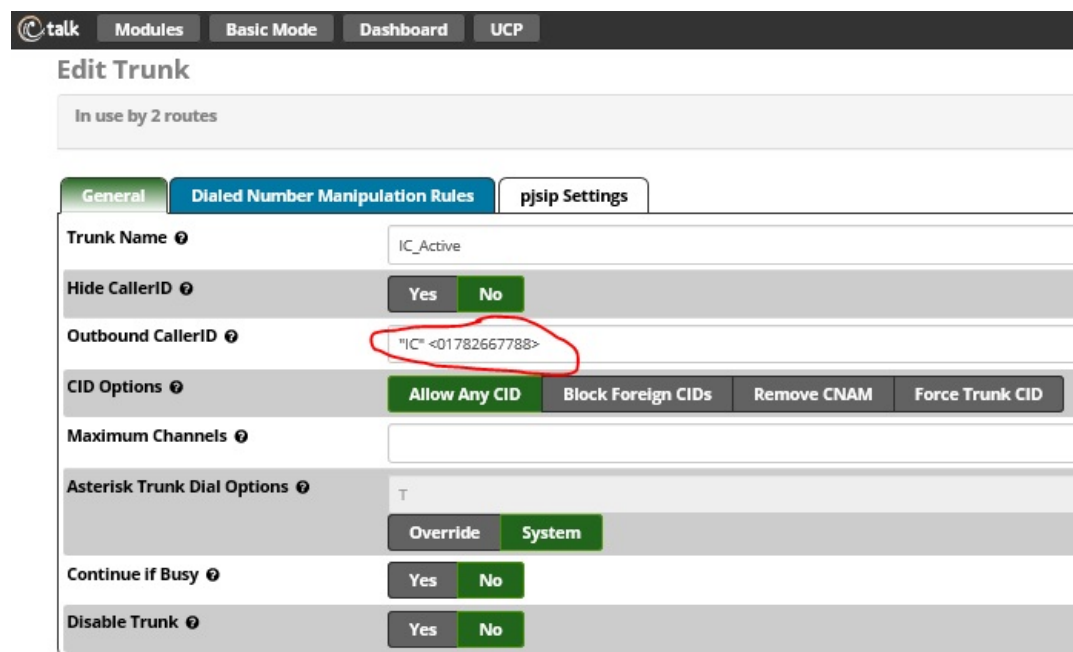 talk Modules Basic Mode Dashboard UCP
Edit Trunk
In use by 2 routes
General Dialed Number Manipulation Rules pjsip Settings
Trunk Name ? IC_Active
Hide CallerID ? Yes No
Outbound CallerID ? "IC" <01782667788>
CID Options ? Allow Any CID Block Foreign CIDs Remove CNAM Force Trunk CID
Maximum Channels ?
Asterisk Trunk Dial Options ? T
Override System
Continue if Busy ? Yes No
Disable Trunk ? Yes No